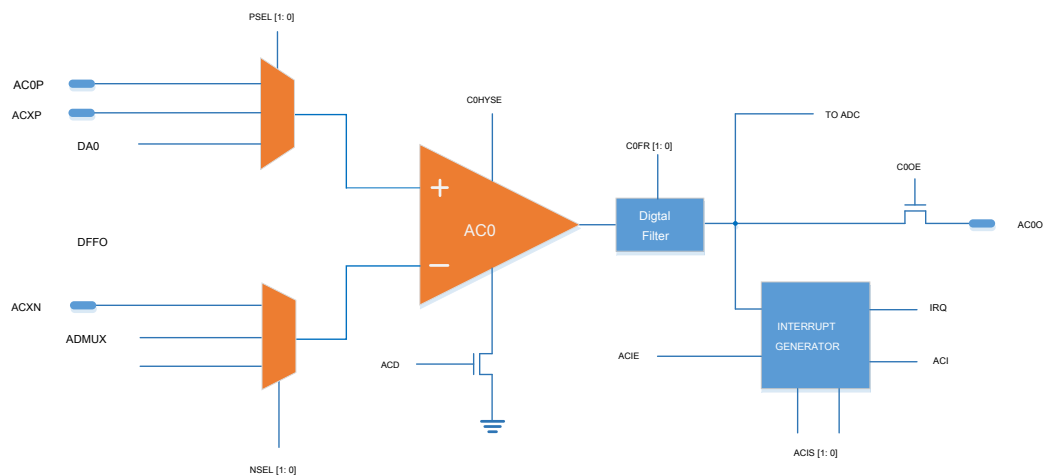 PSEL [1: 0]
AC0P
ACXP
DA0
C0HYSE
TO ADC
C0FR [1: 0]
C0OE
+
AC0
Digtal
Filter
AC0O
DFFO
−
ACXN
ADMUX
INTERRUPT
GENERATOR
IRQ
ACIE
ACI
ACD
ACIS [1: 0]
NSEL [1: 0]